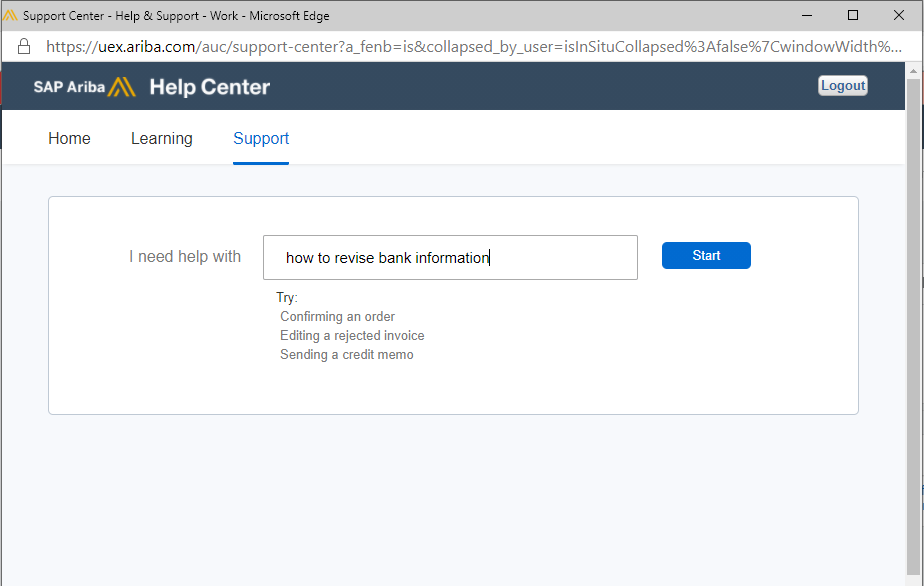 Support Center - Help & Support - Work - Microsoft Edge
https://uex.ariba.com/auc/support-center?a_fenb=is&collapsed_by_user=isInSituCollapsed%3Afalse%7CwindowWidth%...
SAP Ariba Help Center Logout
Home Learning Support
I need help with how to revise bank information Start
Try:
Confirming an order
Editing a rejected invoice
Sending a credit memo